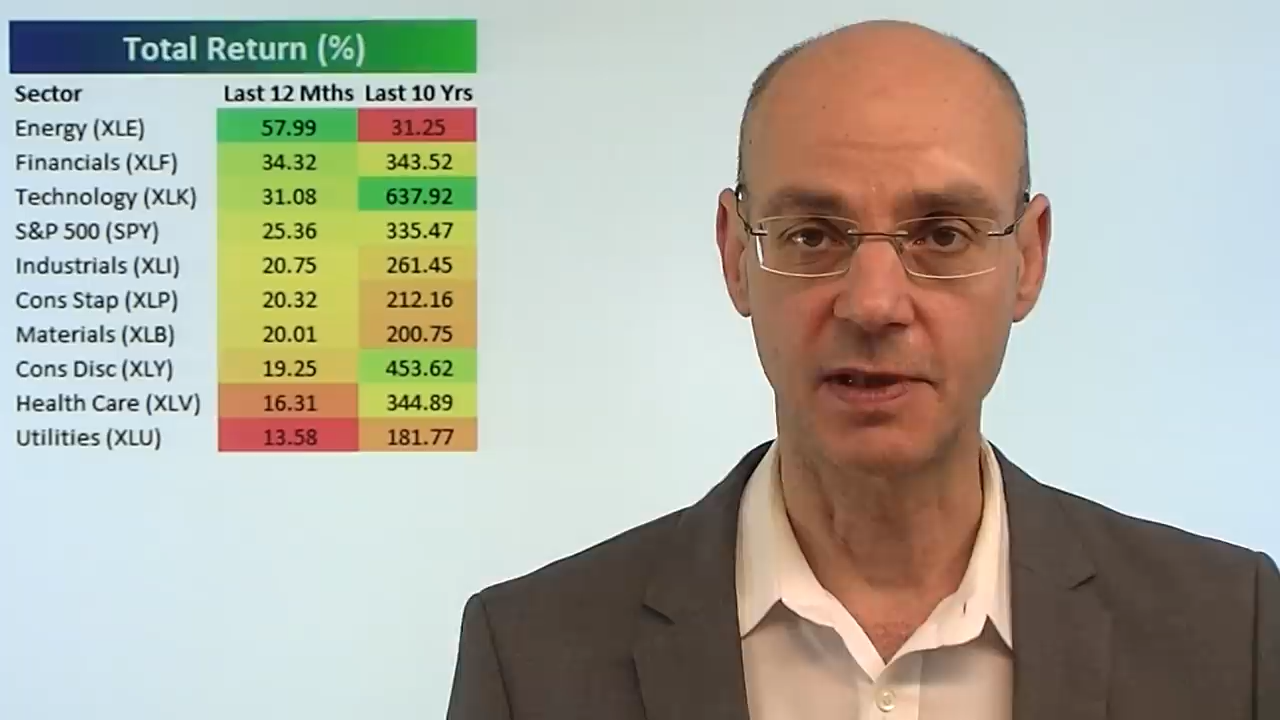 Total Return (%)
Sector Last 12 Mths Last 10 Yrs
Energy (XLE) 57.99 31.25
Financials (XLF) 34.32 343.52
Technology (XLK) 31.08 637.92
S&P 500 (SPY) 25.36 335.47
Industrials (XLI) 20.75 261.45
Cons Stap (XLP) 20.32 212.16
Materials (XLB) 20.01 200.75
Cons Disc (XLY) 19.25 453.62
Health Care (XLV) 16.31 344.89
Utilities (XLU) 13.58 181.77